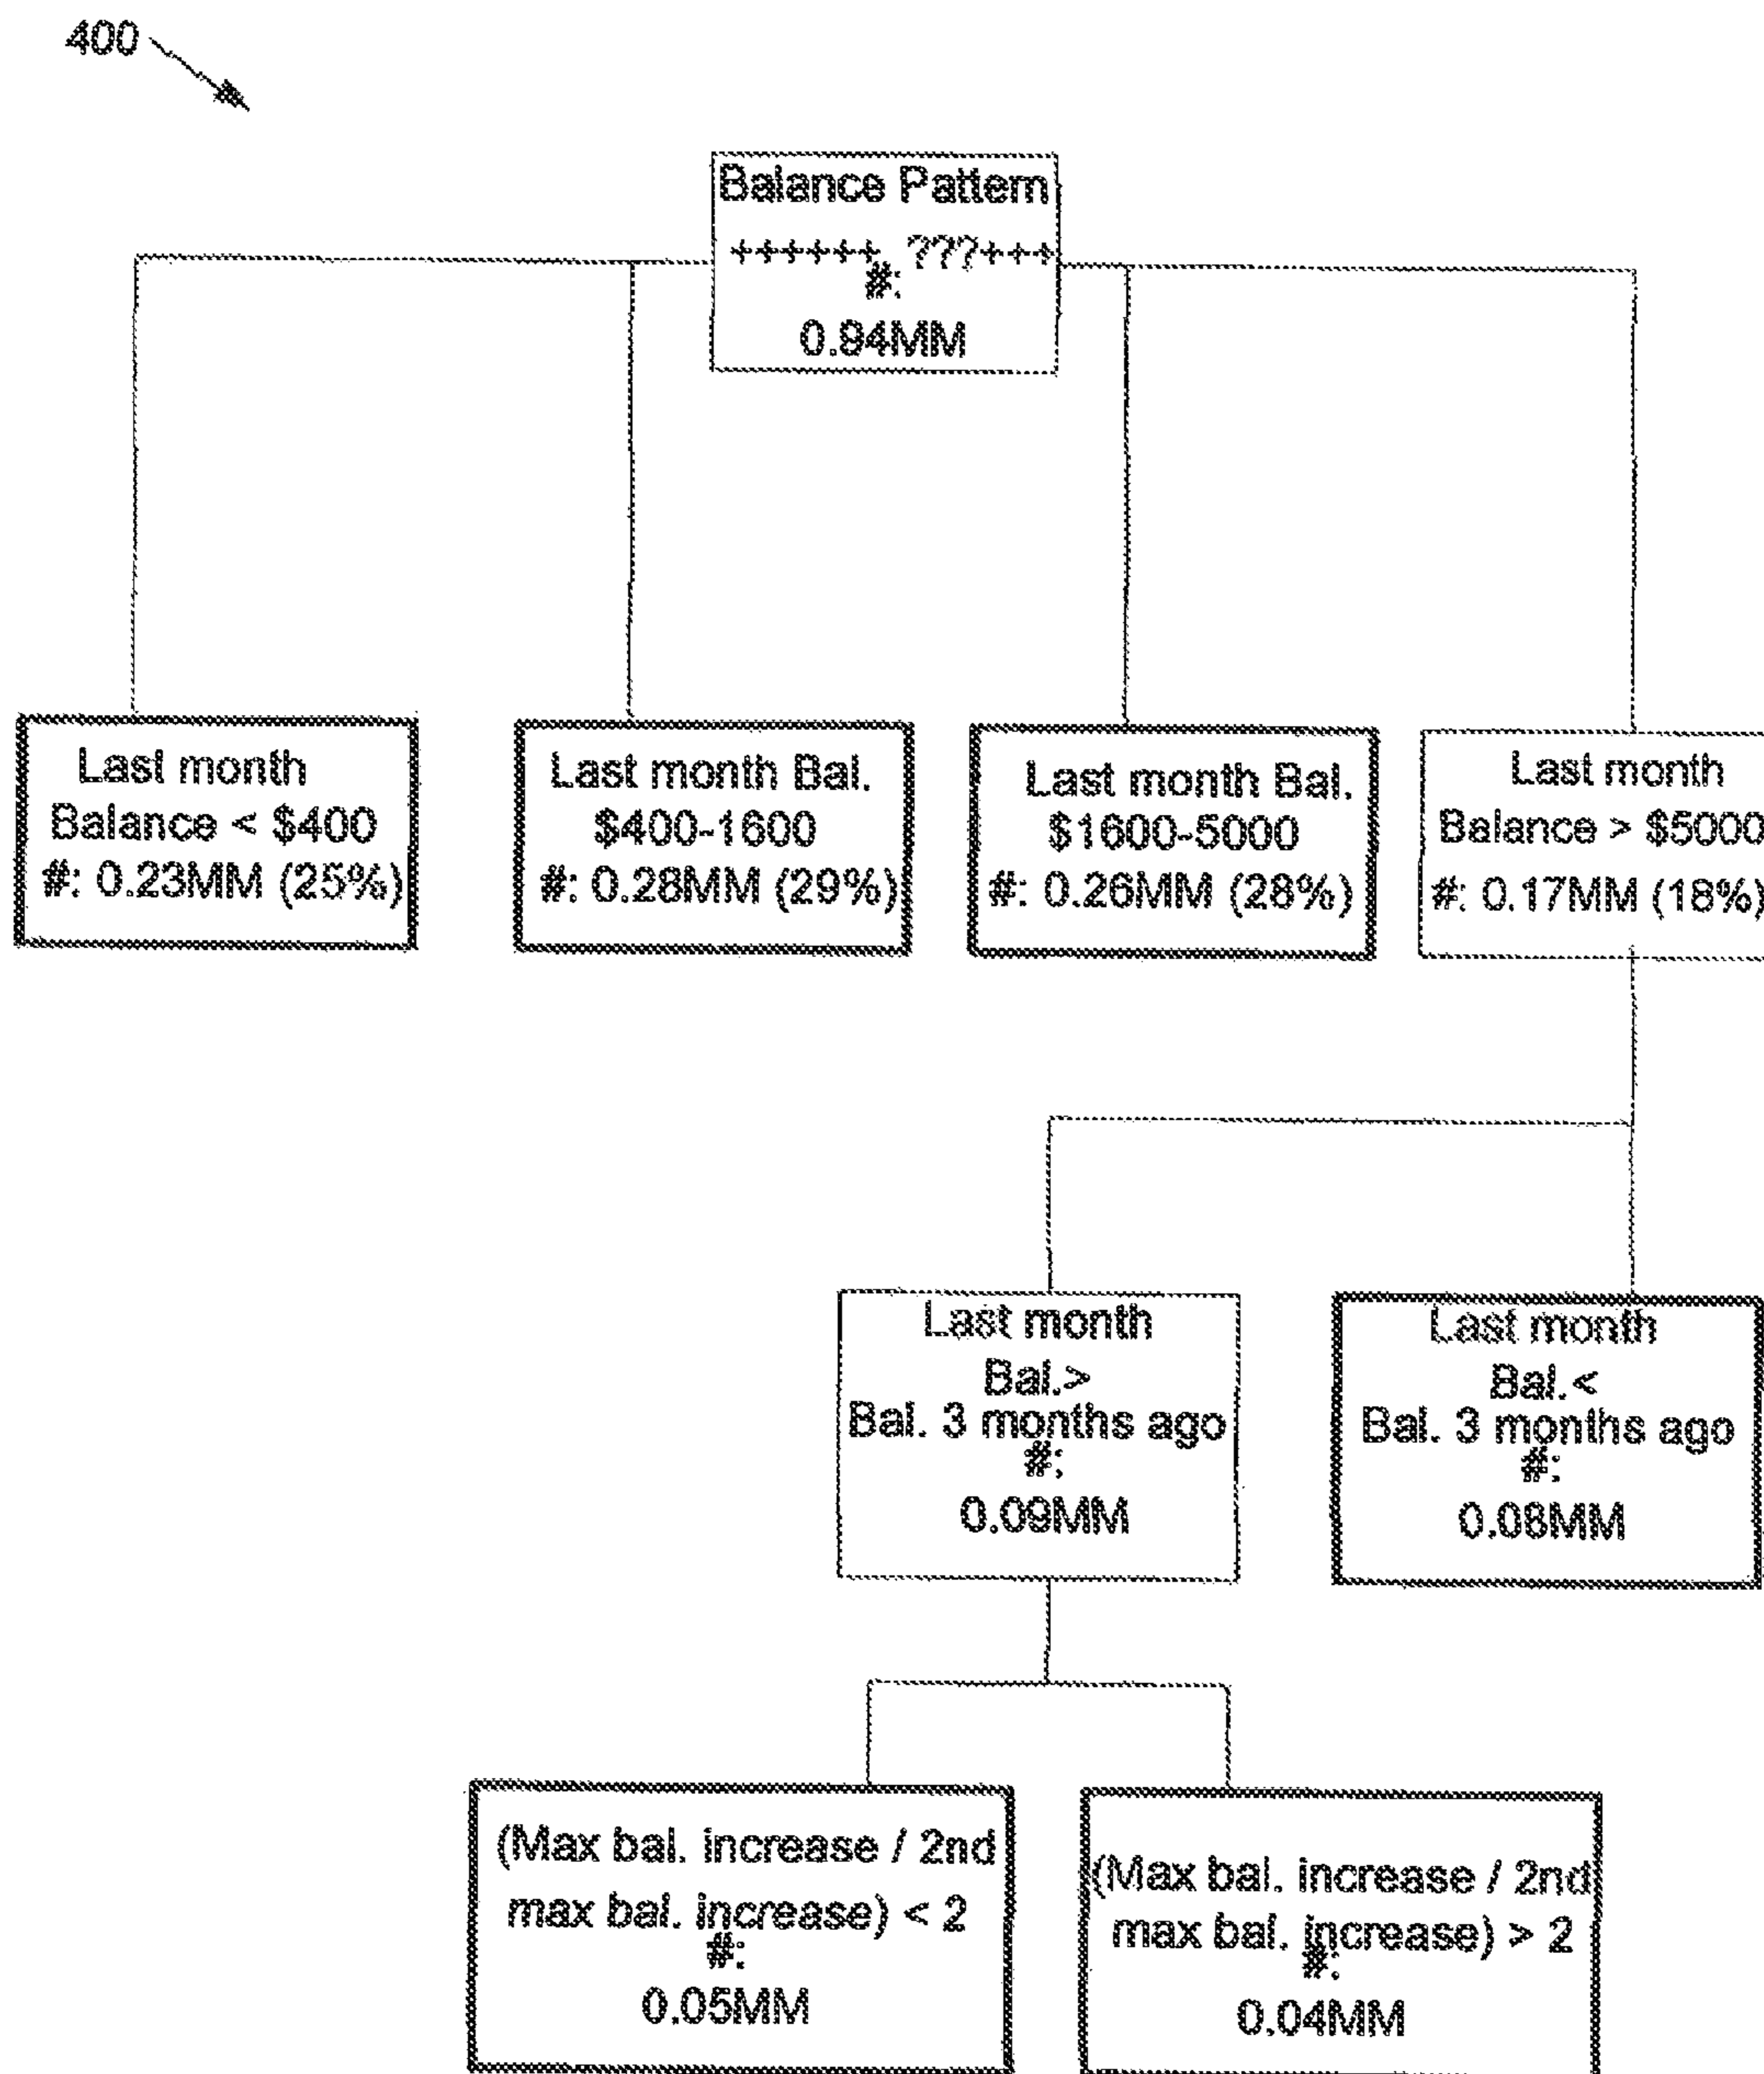 400
Balance Pattern
++++++, ???+++
#:
0.94MM
Last month
Balance < $400
#: 0.23MM (25%)
Last month Bal.
$400-1600
#: 0.28MM (29%)
Last month Bal.
$1600-5000
#: 0.26MM (28%)
Last month
Balance > $5000
#: 0.17MM (18%)
Last month
Bal.>
Bal. 3 months ago
#:
0.09MM
Last month
Bal.<
Bal. 3 months ago
#:
0.08MM
(Max bal. increase / 2nd
max bal. increase) < 2
#:
0.05MM
(Max bal. increase / 2nd
max bal. increase) > 2
#:
0.04MM